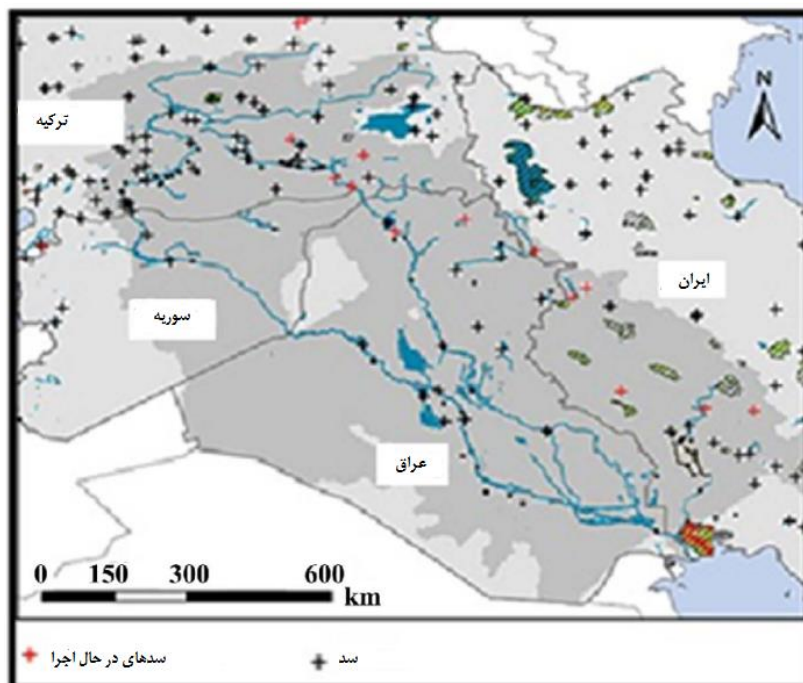 N
ترکیه
ایران
سوریه
عراق
0 150 300 600 km
سد سدهای در حال اجرا